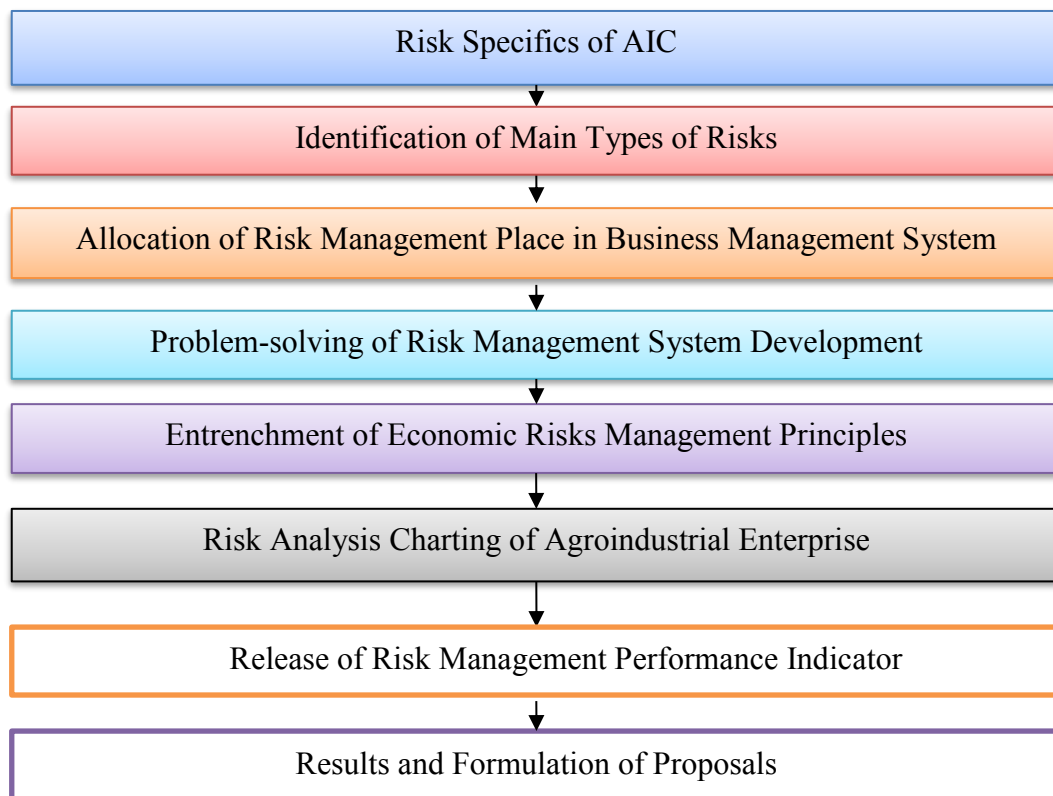 Risk Specifics of AIC
Identification of Main Types of Risks
Allocation of Risk Management Place in Business Management System
Problem-solving of Risk Management System Development
Entrenchment of Economic Risks Management Principles
Risk Analysis Charting of Agroindustrial Enterprise
Release of Risk Management Performance Indicator
Results and Formulation of Proposals